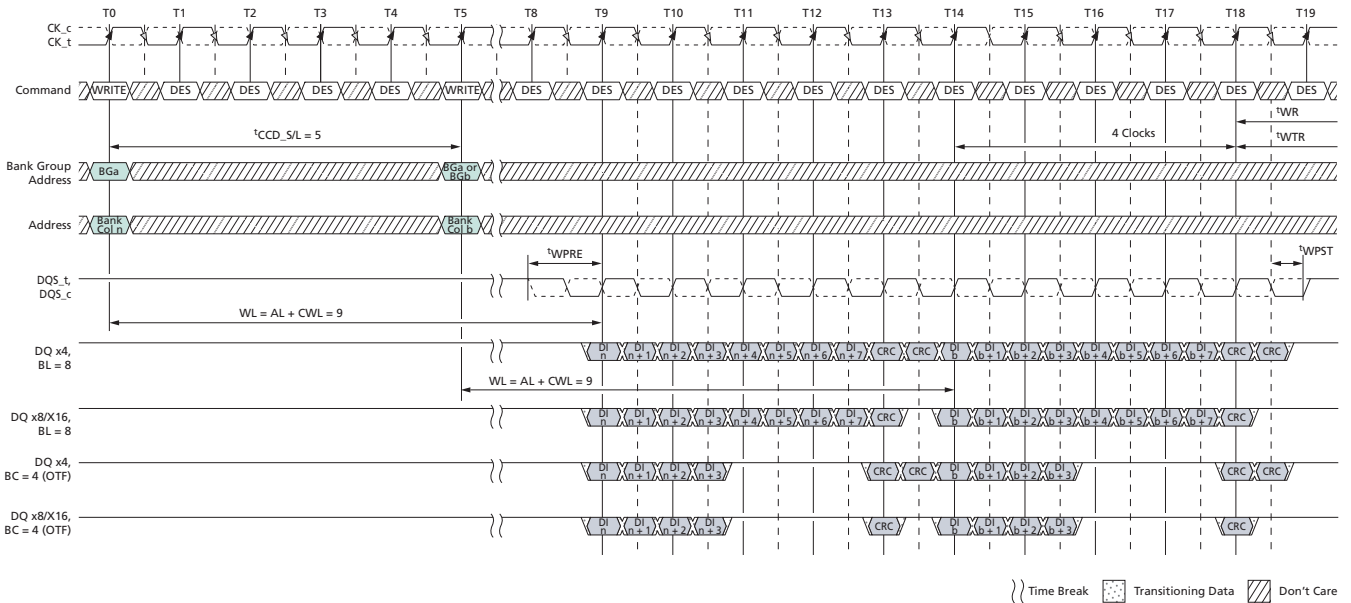 T0 T1 T2 T3 T4 T5 T8 T9 T10 T11 T12 T13 T14 T15 T16 T17 T18 T19
CK_c
CK_t
Command WRITE DES DES DES DES WRITE DES DES DES DES DES DES DES DES DES DES DES DES
tWR
tCCD_S/L = 5 4 Clocks tWTR
Bank Group
Address
BGa BGa or
BGb
Address Bank
Col n
Bank
Col b
tWPRE tWPST
DQS_t,
DQS_c
WL = AL + CWL = 9
DQ x4,
BL = 8
DI n DI n + 1 DI n + 2 DI n + 3 DI n + 4 DI n + 5 DI n + 6 DI n + 7 CRC CRC DI b DI b + 1 DI b + 2 DI b + 3 DI b + 4 DI b + 5 DI b + 6 DI b + 7 CRC CRC
WL = AL + CWL = 9
DQ x8/X16,
BL = 8
DI n DI n + 1 DI n + 2 DI n + 3 DI n + 4 DI n + 5 DI n + 6 DI n + 7 CRC DI b DI b + 1 DI b + 2 DI b + 3 DI b + 4 DI b + 5 DI b + 6 DI b + 7 CRC
DQ x4,
BC = 4 (OTF)
DI n DI n + 1 DI n + 2 DI n + 3 CRC CRC DI b DI b + 1 DI b + 2 DI b + 3 CRC CRC
DQ x8/X16,
BC = 4 (OTF)
DI n DI n + 1 DI n + 2 DI n + 3 CRC DI b DI b + 1 DI b + 2 DI b + 3 CRC
Time Break Transitioning Data Don't Care